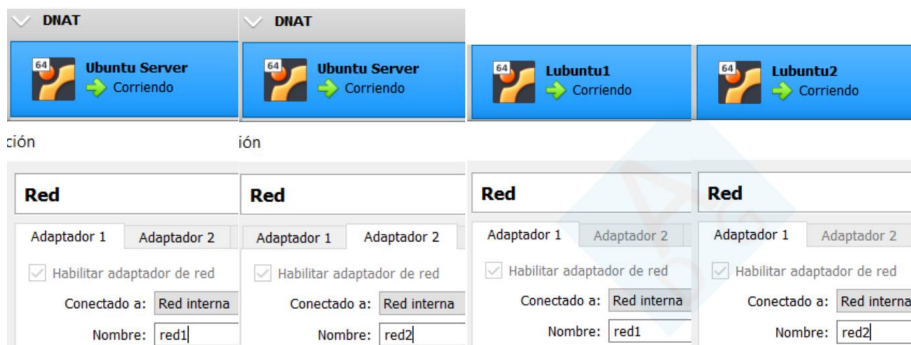 DNAT
64 Ubuntu Server
Corriendo
ción
Red
Adaptador 1 Adaptador 2
Habilitar adaptador de red
Conectado a: Red interna
Nombre: red1
DNAT
64 Ubuntu Server
Corriendo
ión
Red
Adaptador 1 Adaptador 2
Habilitar adaptador de red
Conectado a: Red interna
Nombre: red2
64 Lubuntu1
Corriendo
Red
Adaptador 1 Adaptador 2
Habilitar adaptador de red
Conectado a: Red interna
Nombre: red1
64 Lubuntu2
Corriendo
Red
Adaptador 1 Adaptador 2
Habilitar adaptador de red
Conectado a: Red interna
Nombre: red2